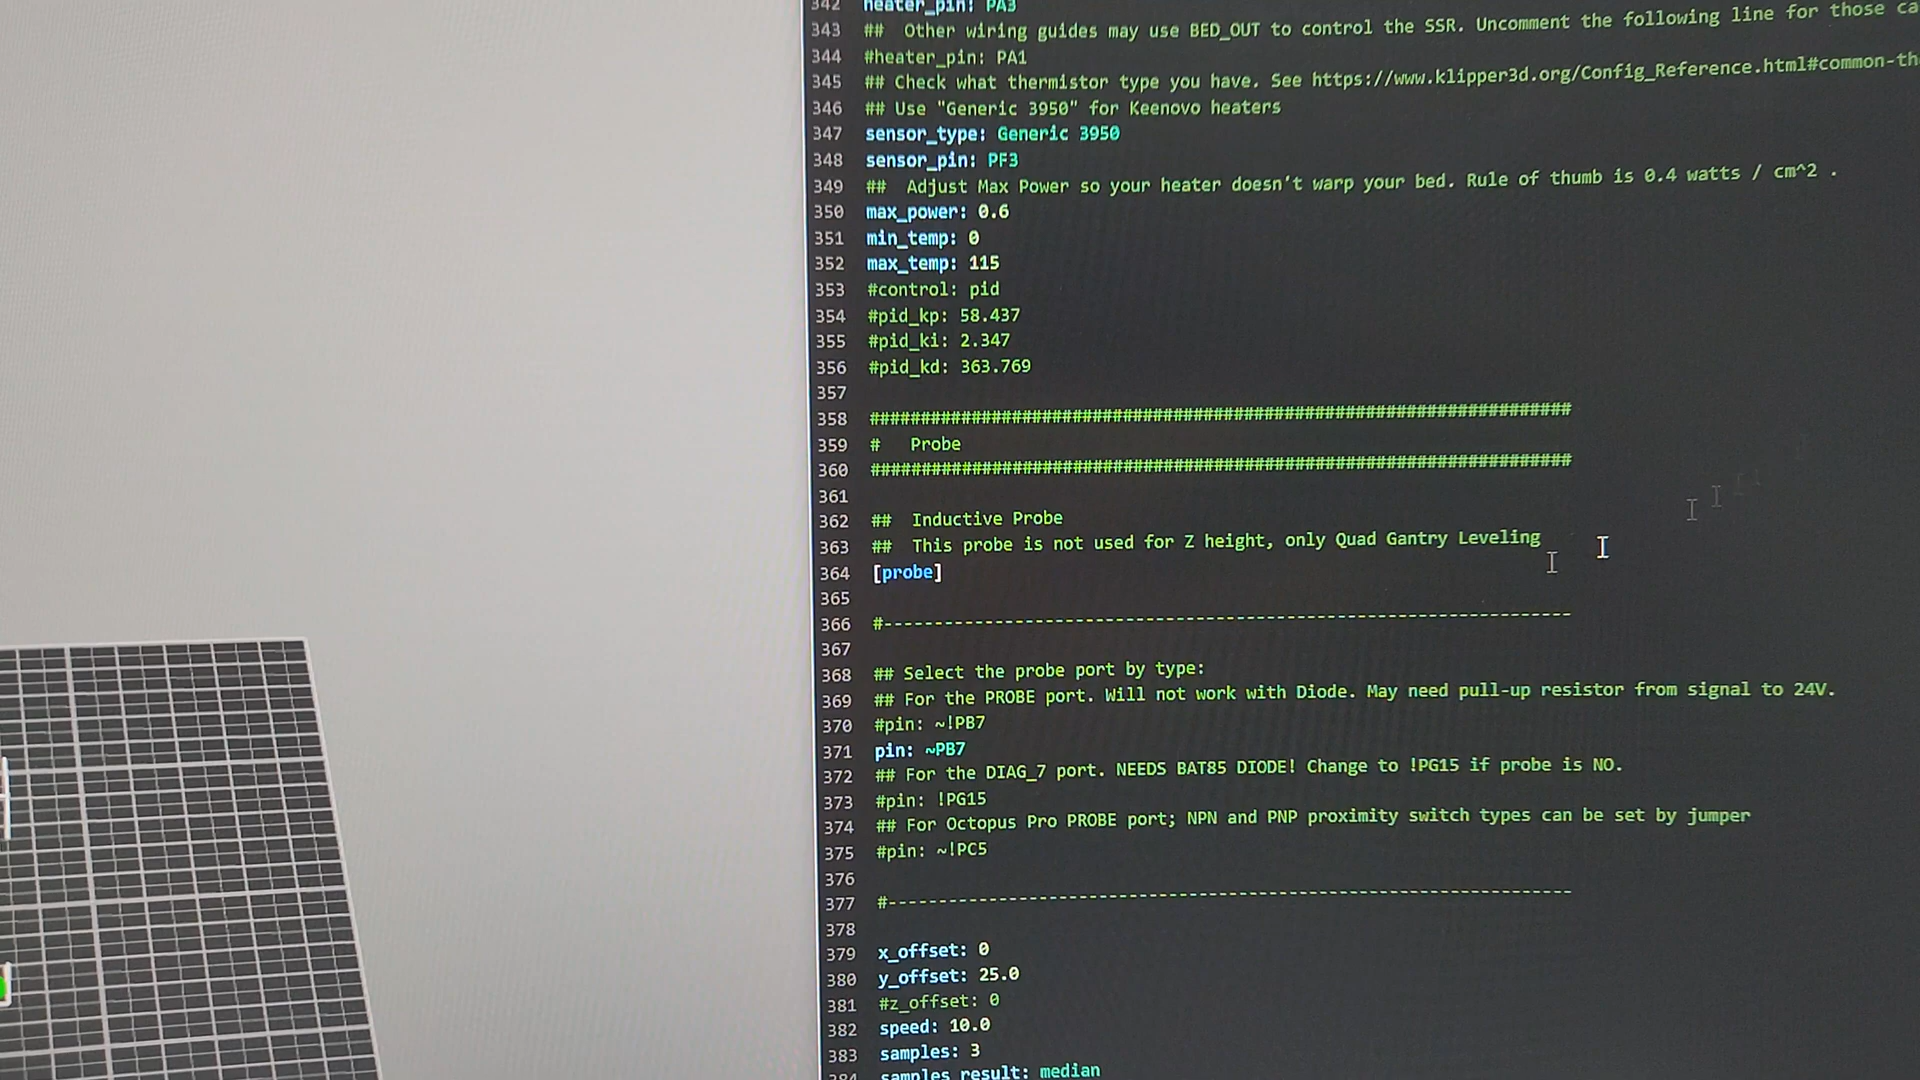 342 heater_pin: PA3
343 ## Other wiring guides may use BED_OUT to control the SSR. Uncomment the following line for those
344 #heater_pin: PA1
345 ## Check what thermistor type you have. See https://www.klipper3d.org/Config_Reference.html#common-th
346 ## Use "Generic 3950" for Keenovo heaters
347 sensor_type: Generic 3950
348 sensor_pin: PF3
349 ## Adjust Max Power so your heater doesn't warp your bed. Rule of thumb is 0.4 watts / cm^2 .
350 max_power: 0.6
351 min_temp: 0
352 max_temp: 115
353 #control: pid
354 #pid_kp: 58.437
355 #pid_ki: 2.347
356 #pid_kd: 363.769
357
358 #####################################################################
359 # Probe
360 #####################################################################
361
362 ## Inductive Probe
363 ## This probe is not used for Z height, only Quad Gantry Leveling
364 [probe]
365
366 #--------------------------------------------------------------------
367
368 ## Select the probe port by type:
369 ## For the PROBE port. Will not work with Diode. May need pull-up resistor from signal to 24V.
370 #pin: ~!PB7
371 pin: ~PB7
372 ## For the DIAG_7 port. NEEDS BAT85 DIODE! Change to !PG15 if probe is NO.
373 #pin: !PG15
374 ## For Octopus Pro PROBE port; NPN and PNP proximity switch types can be set by jumper
375 #pin: ~!PC5
376
377 #--------------------------------------------------------------------
378
379 x_offset: 0
380 y_offset: 25.0
381 #z_offset: 0
382 speed: 10.0
383 samples: 3
384 samples_result: median